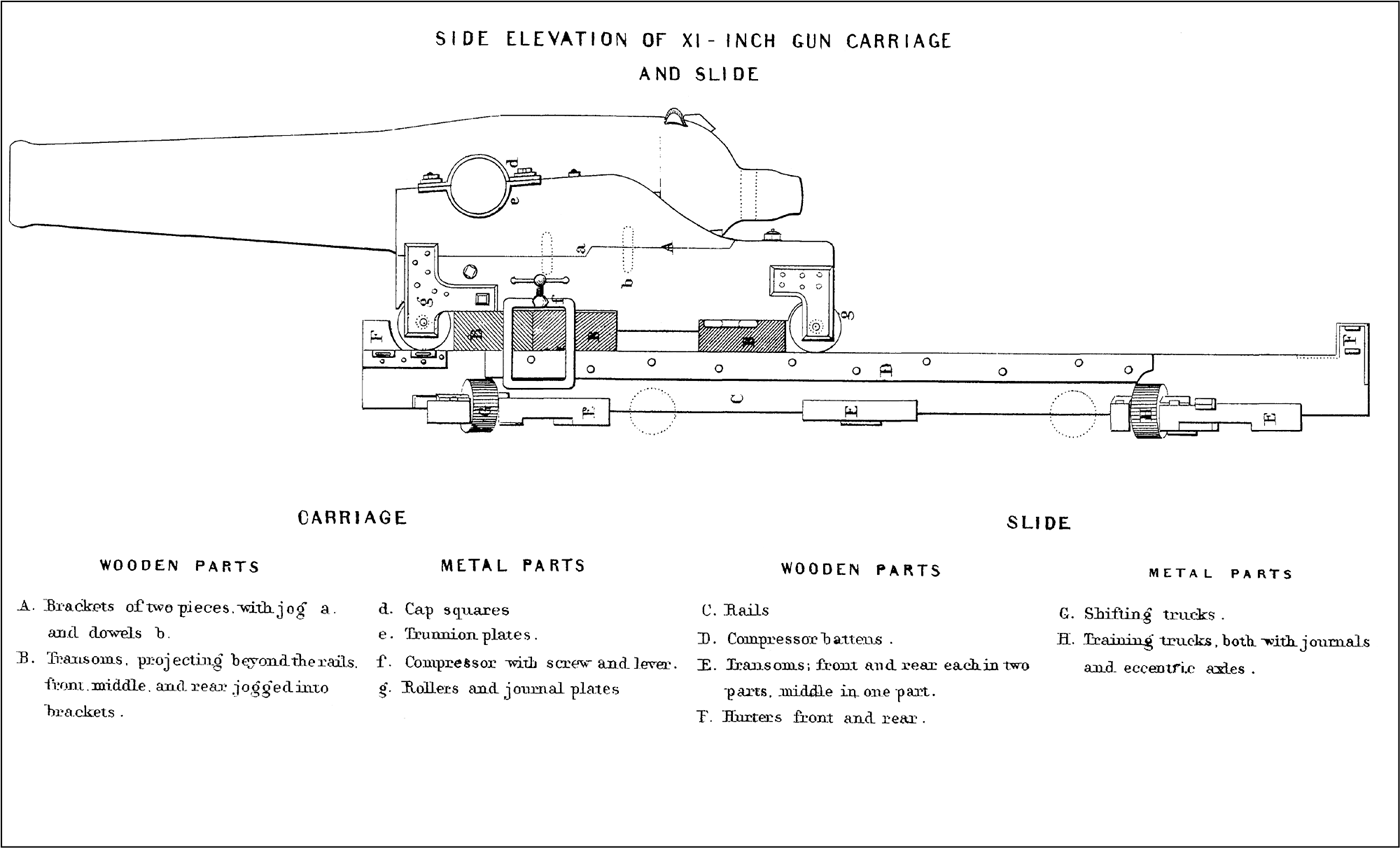 SIDE ELEVATION OF XI-INCH GUN CARRIAGE
AND SLIDE
d
e
a
A
b
g
f
g
F
B
B
B
F
D
C
G
E
E
H
E
CARRIAGE
WOODEN PARTS
A. Brackets of two pieces, with jog a.
and dowels b.
B. Transoms, projecting beyond the rails.
front, middle, and rear jogged into
brackets.
METAL PARTS
d. Cap squares
e. Trunnion plates.
f. Compressor with screw and lever.
g. Rollers and journal plates
SLIDE
WOODEN PARTS
C. Rails
D. Compressor battens.
E. Transoms; front and rear each in two
parts, middle in one part.
F. Hurters front and rear.
METAL PARTS
G. Shifting trucks.
H. Training trucks, both with journals
and eccentric axles.